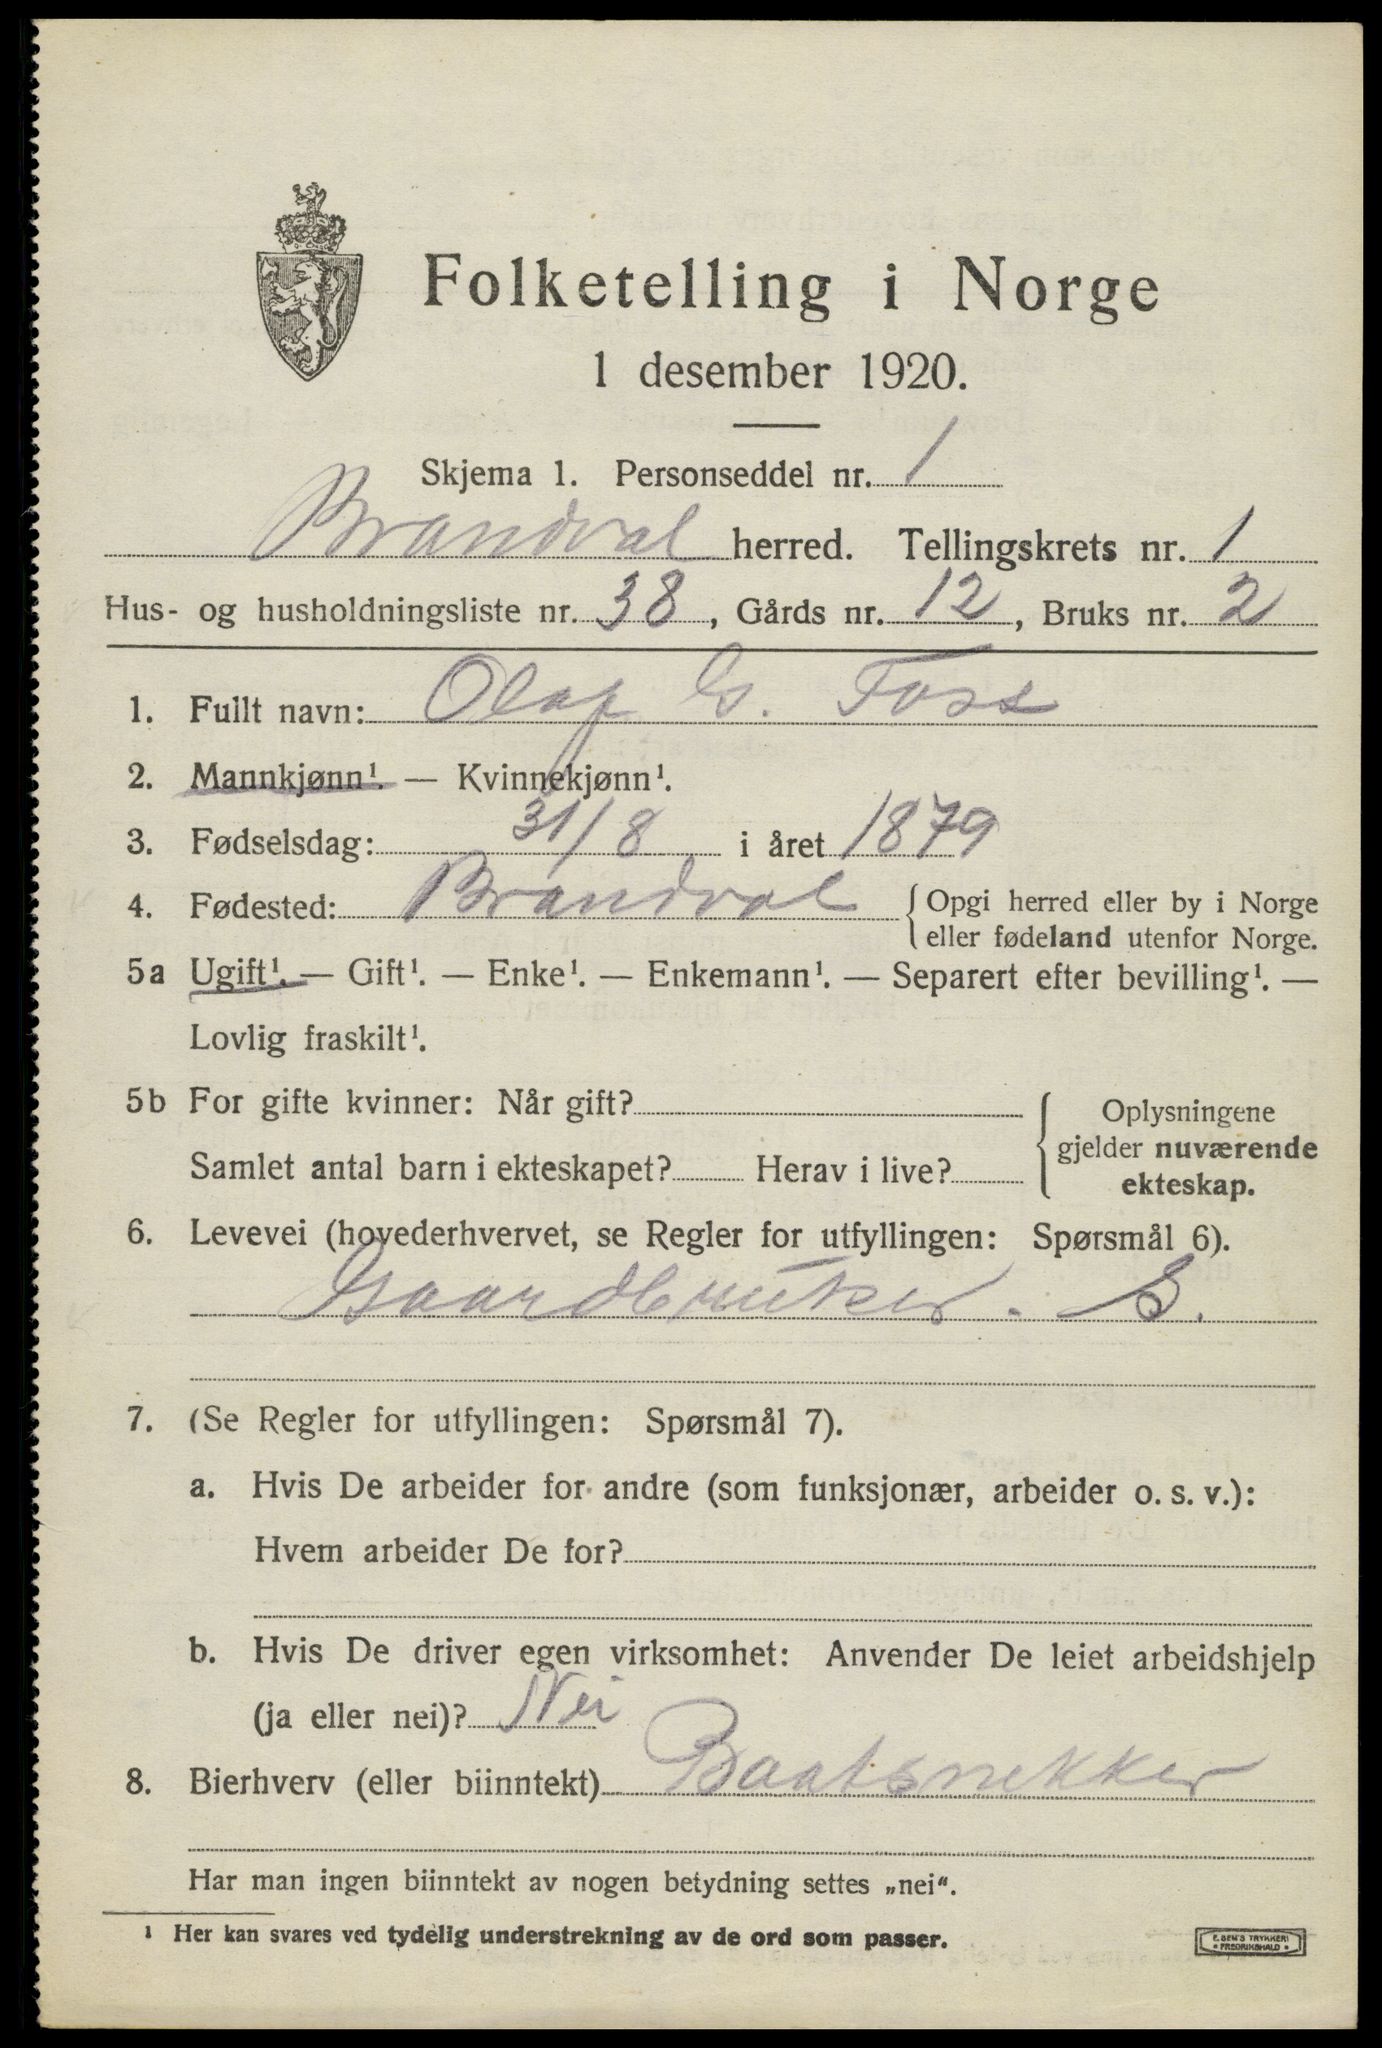 Folketelling i Norge
1 desember 1920.
Skjema 1. Personseddel nr. 1
Brandval herred. Tellingskrets nr. 1
Hus- og husholdningsliste nr. 38, Gårds nr. 12, Bruks nr. 2
1. Fullt navn: Olaf G. Foss
2. Mannkjønn¹. — Kvinnekjønn¹.
3. Fødselsdag: 31/8 i året 1879
4. Fødested: Brandval { Opgi herred eller by i Norge
eller fødeland utenfor Norge.
5a Ugift¹. — Gift¹. — Enke¹. — Enkemann¹. — Separert efter bevilling¹. —
Lovlig fraskilt¹.
5b For gifte kvinner: Når gift?
Samlet antal barn i ekteskapet? Herav i live?
Oplysningene
gjelder nuværende
ekteskap.
6. Levevei (hovederhvervet, se Regler for utfyllingen: Spørsmål 6).
Gaardbruker. S.
7. (Se Regler for utfyllingen: Spørsmål 7).
a. Hvis De arbeider for andre (som funksjonær, arbeider o. s. v.):
Hvem arbeider De for?
b. Hvis De driver egen virksomhet: Anvender De leiet arbeidshjelp
(ja eller nei)? Nei
8. Bierhverv (eller biinntekt) Baatsnekker
Har man ingen biinntekt av nogen betydning settes „nei“.
¹ Her kan svares ved tydelig understrekning av de ord som passer.
E. SEM'S TRYKKERI
FREDRIKSHALD